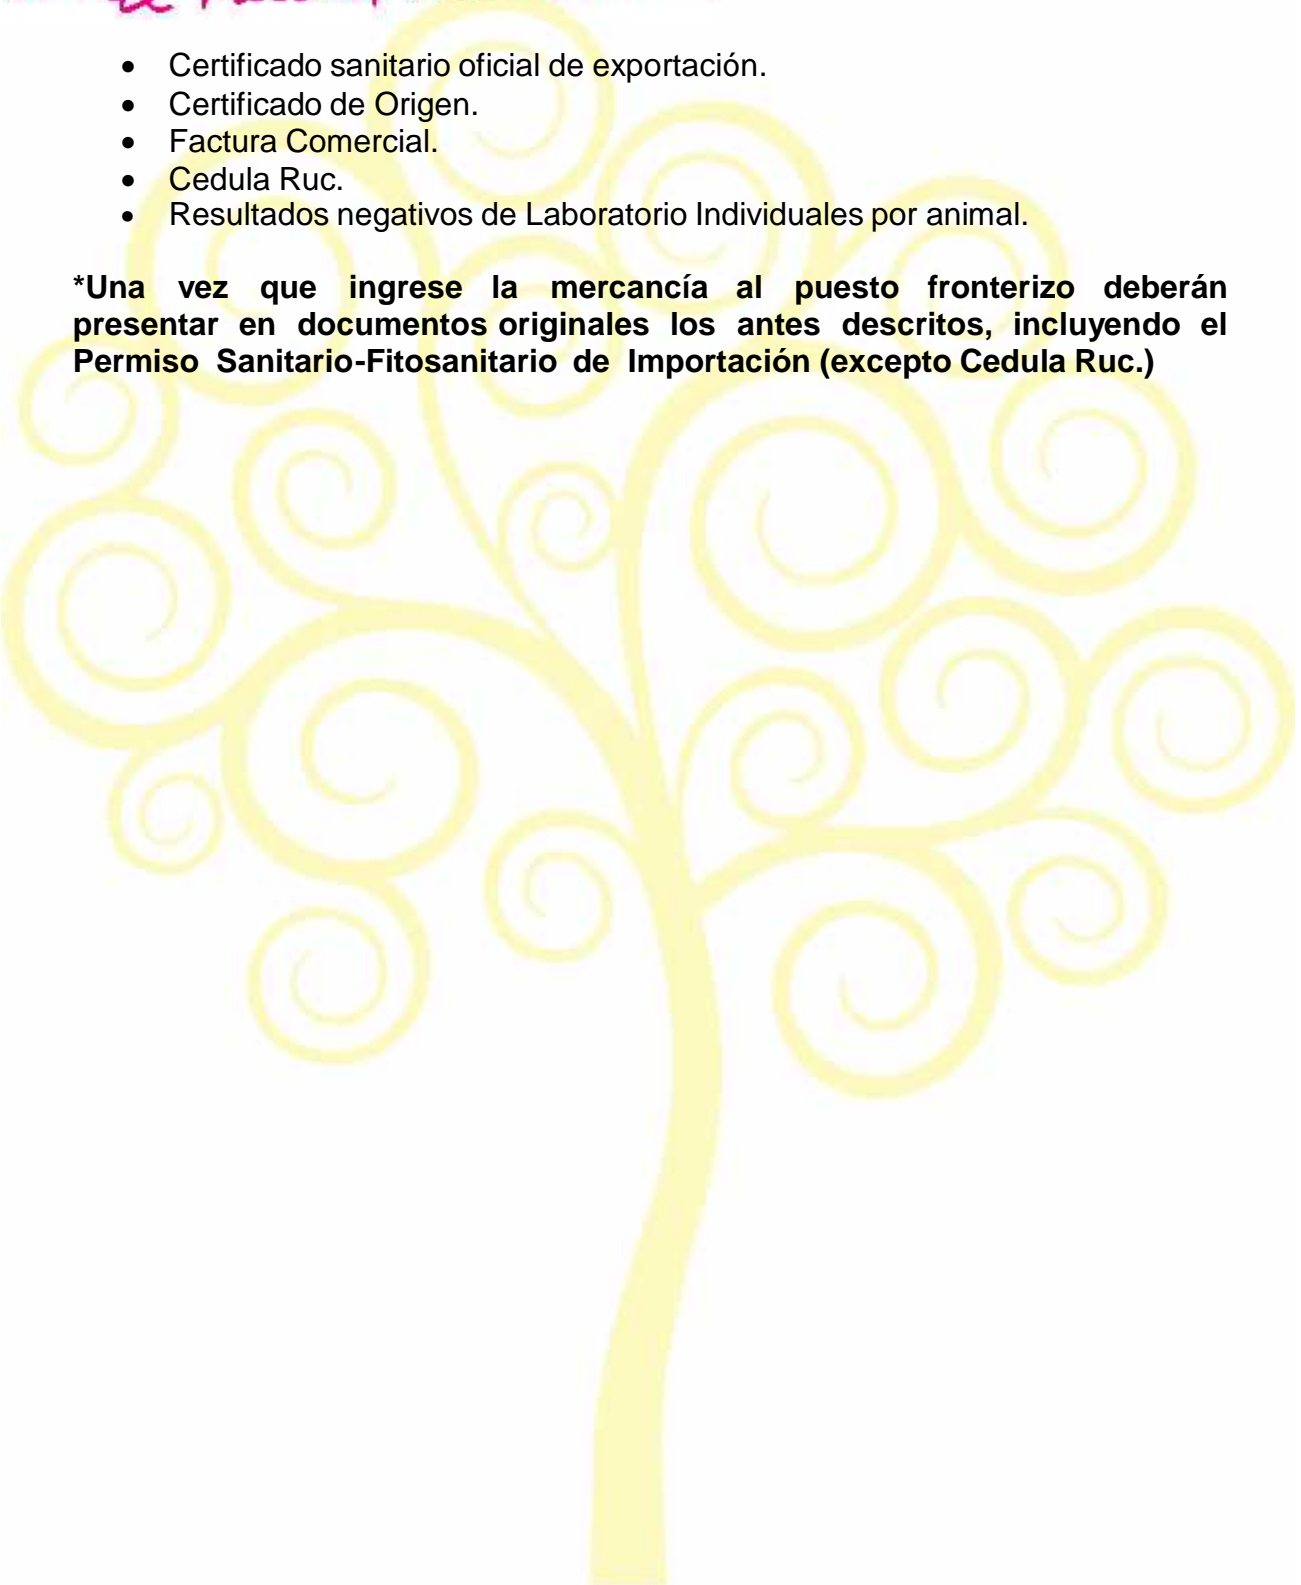 • Certificado sanitario oficial de exportación.
• Certificado de Origen.
• Factura Comercial.
• Cedula Ruc.
• Resultados negativos de Laboratorio Individuales por animal.
*Una vez que ingrese la mercancía al puesto fronterizo deberán
presentar en documentos originales los antes descritos, incluyendo el
Permiso Sanitario-Fitosanitario de Importación (excepto Cedula Ruc.)